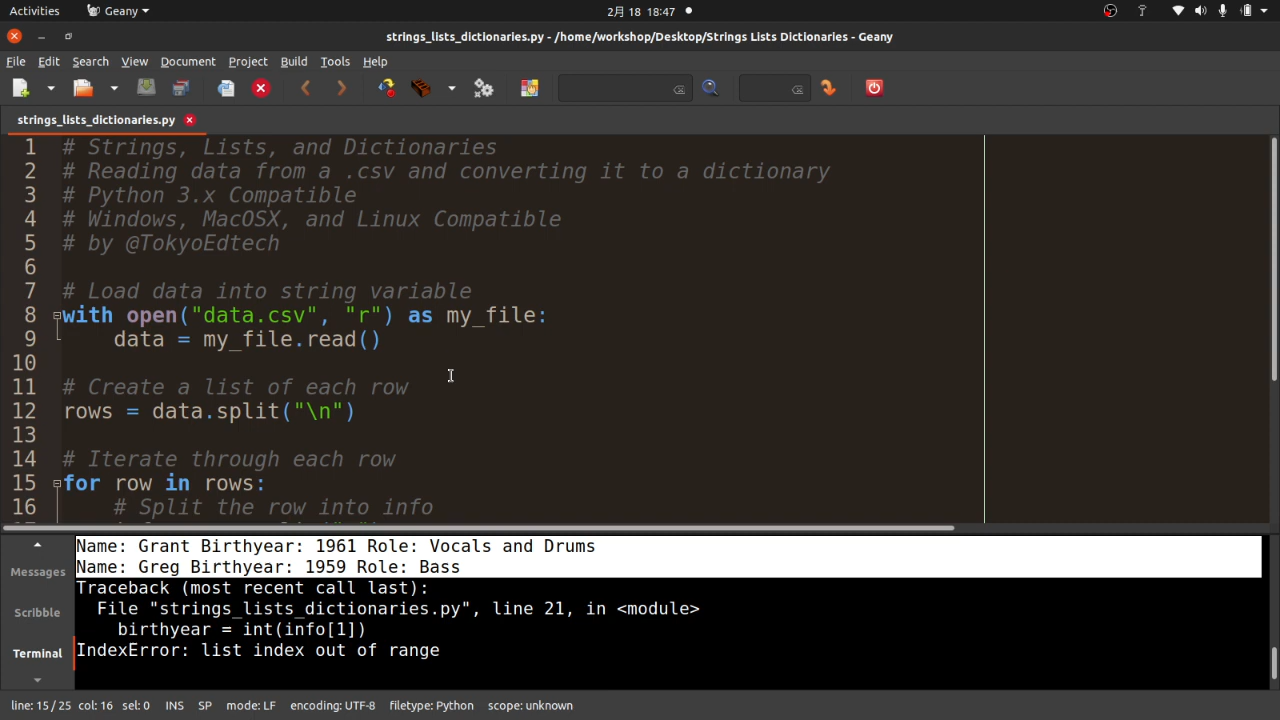 Activities Geany 2月 18 18:47
strings_lists_dictionaries.py - /home/workshop/Desktop/Strings Lists Dictionaries - Geany
File Edit Search View Document Project Build Tools Help
strings_lists_dictionaries.py
1 # Strings, Lists, and Dictionaries
2 # Reading data from a .csv and converting it to a dictionary
3 # Python 3.x Compatible
4 # Windows, MacOSX, and Linux Compatible
5 # by @TokyoEdtech
6
7 # Load data into string variable
8 with open("data.csv", "r") as my_file:
9 data = my_file.read()
10
11 # Create a list of each row
12 rows = data.split("\n")
13
14 # Iterate through each row
15 for row in rows:
16 # Split the row into info
Messages
Scribble
Terminal
Name: Grant Birthyear: 1961 Role: Vocals and Drums
Name: Greg Birthyear: 1959 Role: Bass
Traceback (most recent call last):
File "strings_lists_dictionaries.py", line 21, in <module>
birthyear = int(info[1])
IndexError: list index out of range
line: 15 / 25 col: 16 sel: 0 INS SP mode: LF encoding: UTF-8 filetype: Python scope: unknown